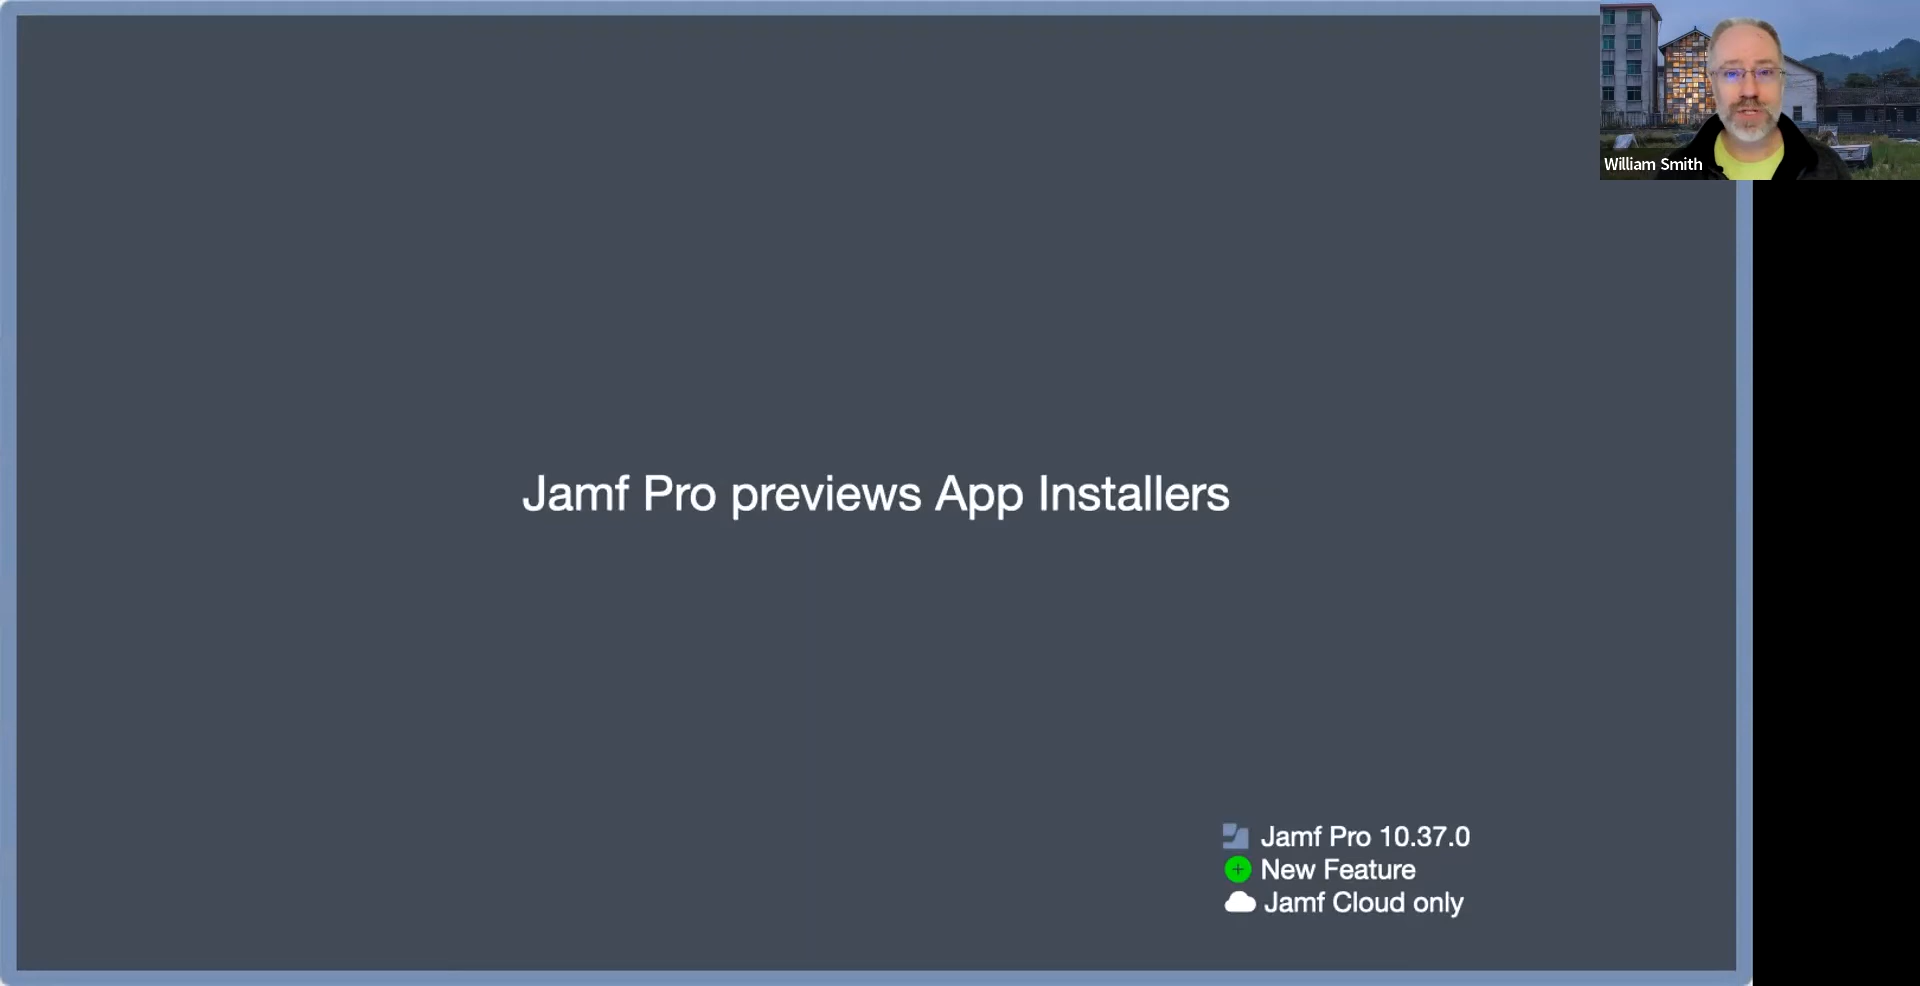 William Smith
Jamf Pro previews App Installers
Jamf Pro 10.37.0
New Feature
Jamf Cloud only